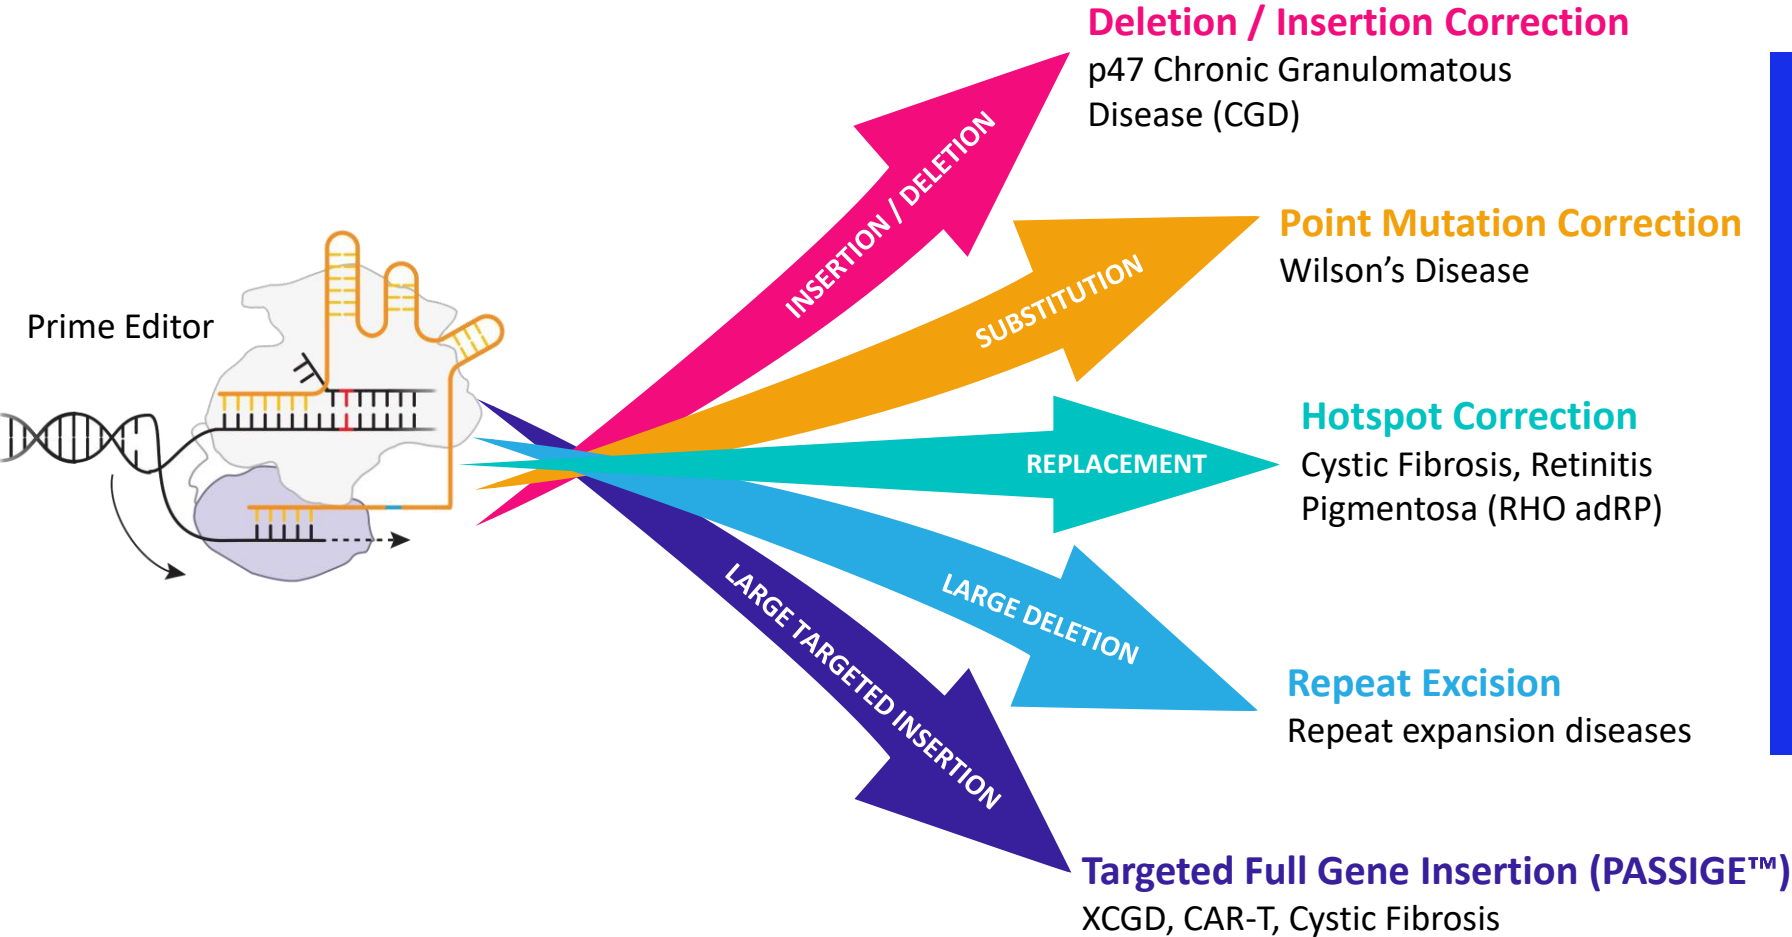 Deletion / Insertion Correction
p47 Chronic Granulomatous
Disease (CGD)
INSERTION / DELETION
Point Mutation Correction
Wilson’s Disease
SUBSTITUTION
Prime Editor
Hotspot Correction
Cystic Fibrosis, Retinitis
Pigmentosa (RHO adRP)
REPLACEMENT
LARGE DELETION
Repeat Excision
Repeat expansion diseases
LARGE TARGETED INSERTION
Targeted Full Gene Insertion (PASSIGE™)
XCGD, CAR-T, Cystic Fibrosis